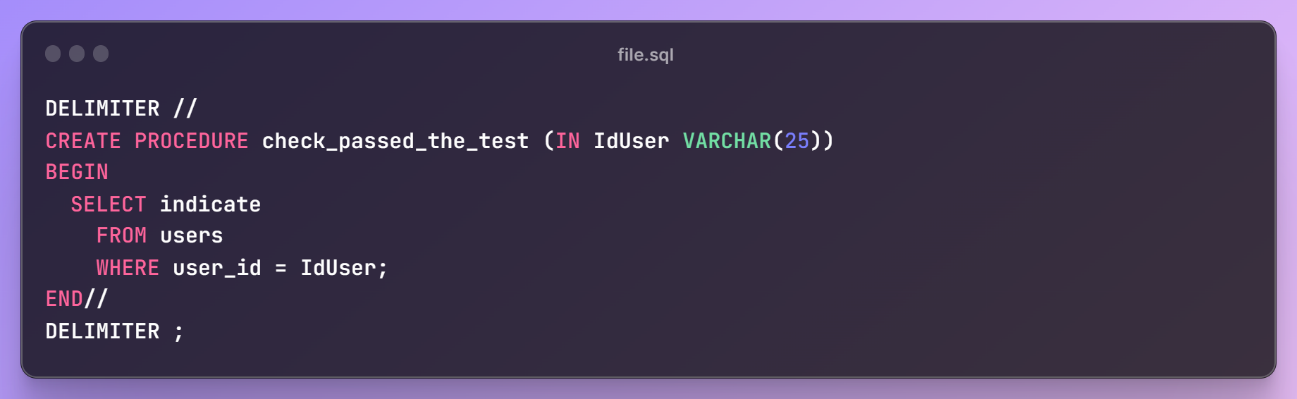 file.sql
DELIMITER //
CREATE PROCEDURE check_passed_the_test (IN IdUser VARCHAR(25))
BEGIN
  SELECT indicate
    FROM users
    WHERE user_id = IdUser;
END//
DELIMITER ;